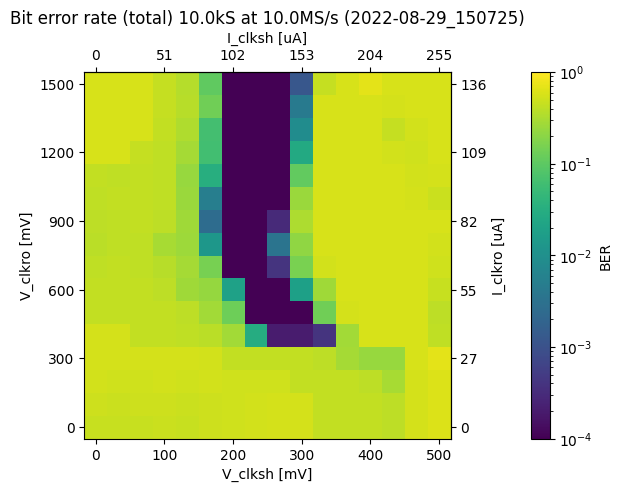 Bit error rate (total) 10.0kS at 10.0MS/s (2022-08-29_150725)
I_clksh [uA]
0 51 102 153 204 255
1500 136 10^0
1200 109 10^-1
900 82 10^-2
600 55 10^-3
300 27
0 0 10^-4
V_clkro [mV]
I_clkro [uA]
BER
0 100 200 300 400 500
V_clksh [mV]